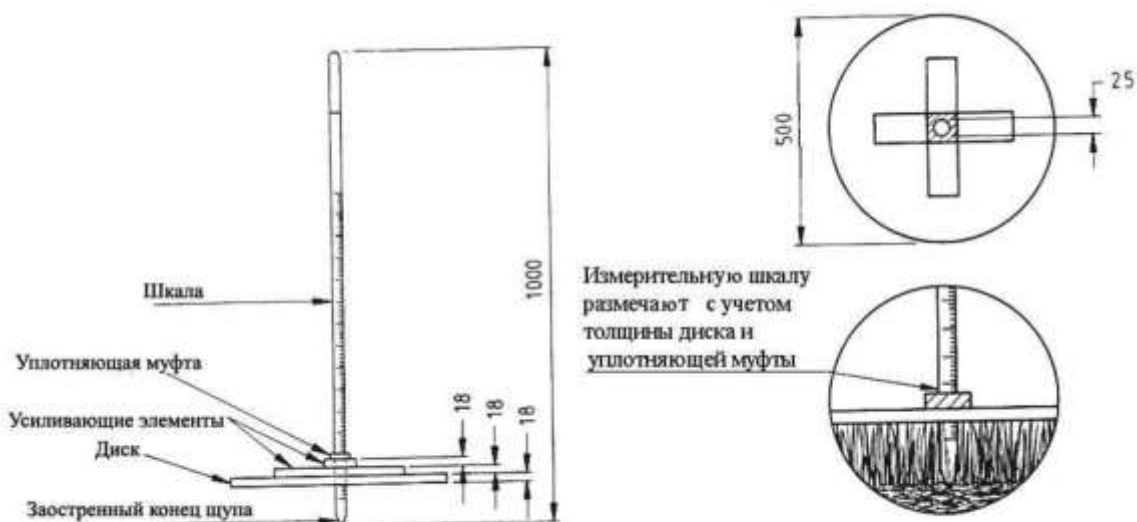 Шкала
Уплотняющая муфта
Усиливающие элементы
Диск
Заостренный конец щупа
18
18
18
1000
500
25
Измерительную шкалу
размечают с учетом
толщины диска и
уплотняющей муфты